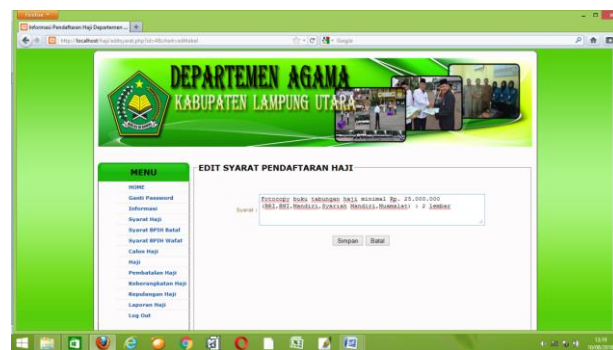 Firefox
Informasi Pendaftaran Haji Departemen ...
Google
DEPARTEMEN AGAMA
KABUPATEN LAMPUNG UTARA
MENU
HOME
Ganti Password
Informasi
Syarat Haji
Syarat BPIH Batal
Syarat BPIH Wafat
Calon Haji
Haji
Pembatalan Haji
Keberangkatan Haji
Kepulangan Haji
Laporan Haji
Log Out
EDIT SYARAT PENDAFTARAN HAJI
Syarat :
Fotocopy buku tabungan haji minimal Rp. 25.000.000
(BRI,BNI,Mandiri,Syariah Mandiri,Muamalat) : 2 lembar
Simpan Batal